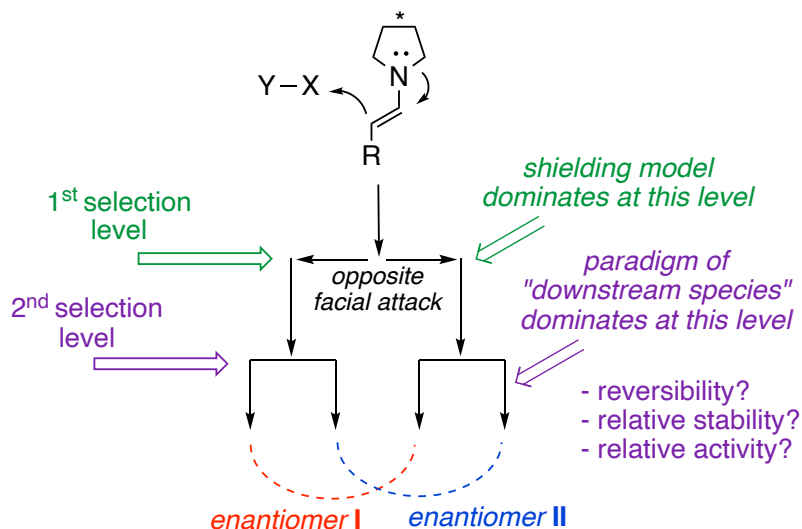 *
N
Y–X
R
shielding model
dominates at this level
1st selection
level
opposite
facial attack
paradigm of
"downstream species"
dominates at this level
2nd selection
level
- reversibility?
- relative stability?
- relative activity?
enantiomer I
enantiomer II